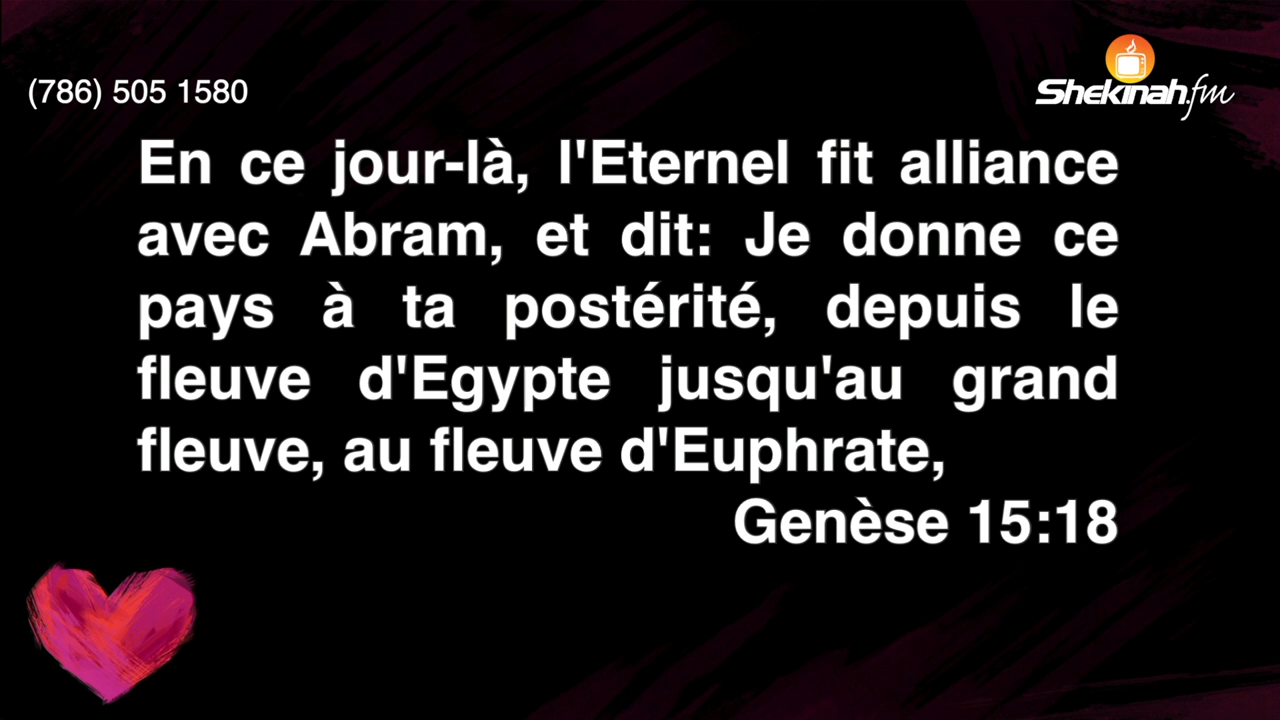 (786) 505 1580
Shekinah.fm
En ce jour-là, l'Eternel fit alliance
avec Abram, et dit: Je donne ce
pays à ta postérité, depuis le
fleuve d'Egypte jusqu'au grand
fleuve, au fleuve d'Euphrate,
Genèse 15:18